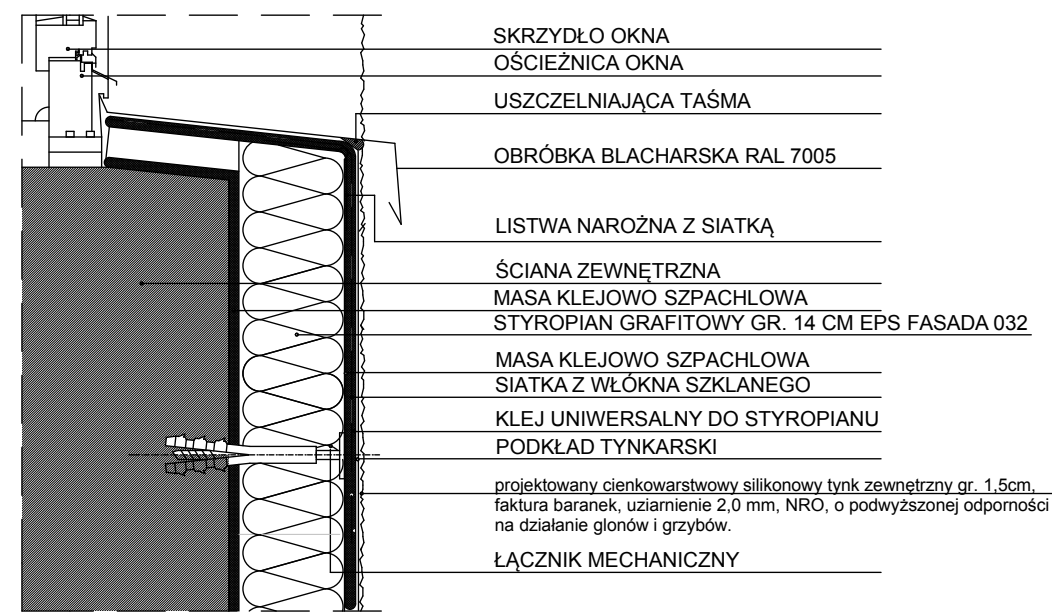 SKRZYDŁO OKNA
OŚCIEŻNICA OKNA
USZCZELNIAJĄCA TAŚMA
OBRÓBKA BLACHARSKA RAL 7005
LISTWA NAROŻNA Z SIATKĄ
ŚCIANA ZEWNĘTRZNA
MASA KLEJOWO SZPACHLOWA
STYROPIAN GRAFITOWY GR. 14 CM EPS FASADA 032
MASA KLEJOWO SZPACHLOWA
SIATKA Z WŁÓKNA SZKLANEGO
KLEJ UNIWERSALNY DO STYROPIANU
PODKŁAD TYNKARSKI
projektowany cienkowarstwowy silikonowy tynk zewnętrzny gr. 1,5cm,
faktura baranek, uziarnienie 2,0 mm, NRO, o podwyższonej odporności
na działanie glonów i grzybów.
ŁĄCZNIK MECHANICZNY